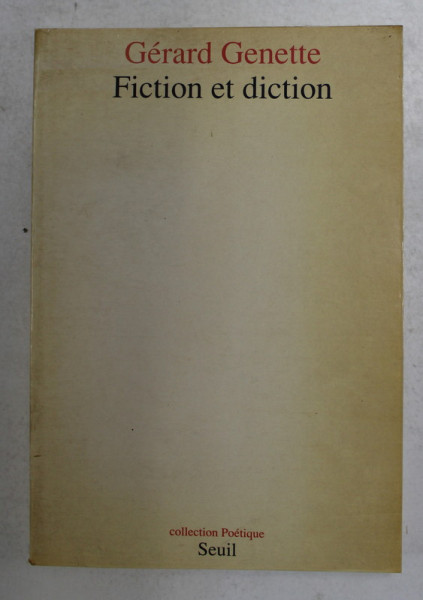 Gérard Genette
Fiction et diction
collection Poétique
Seuil